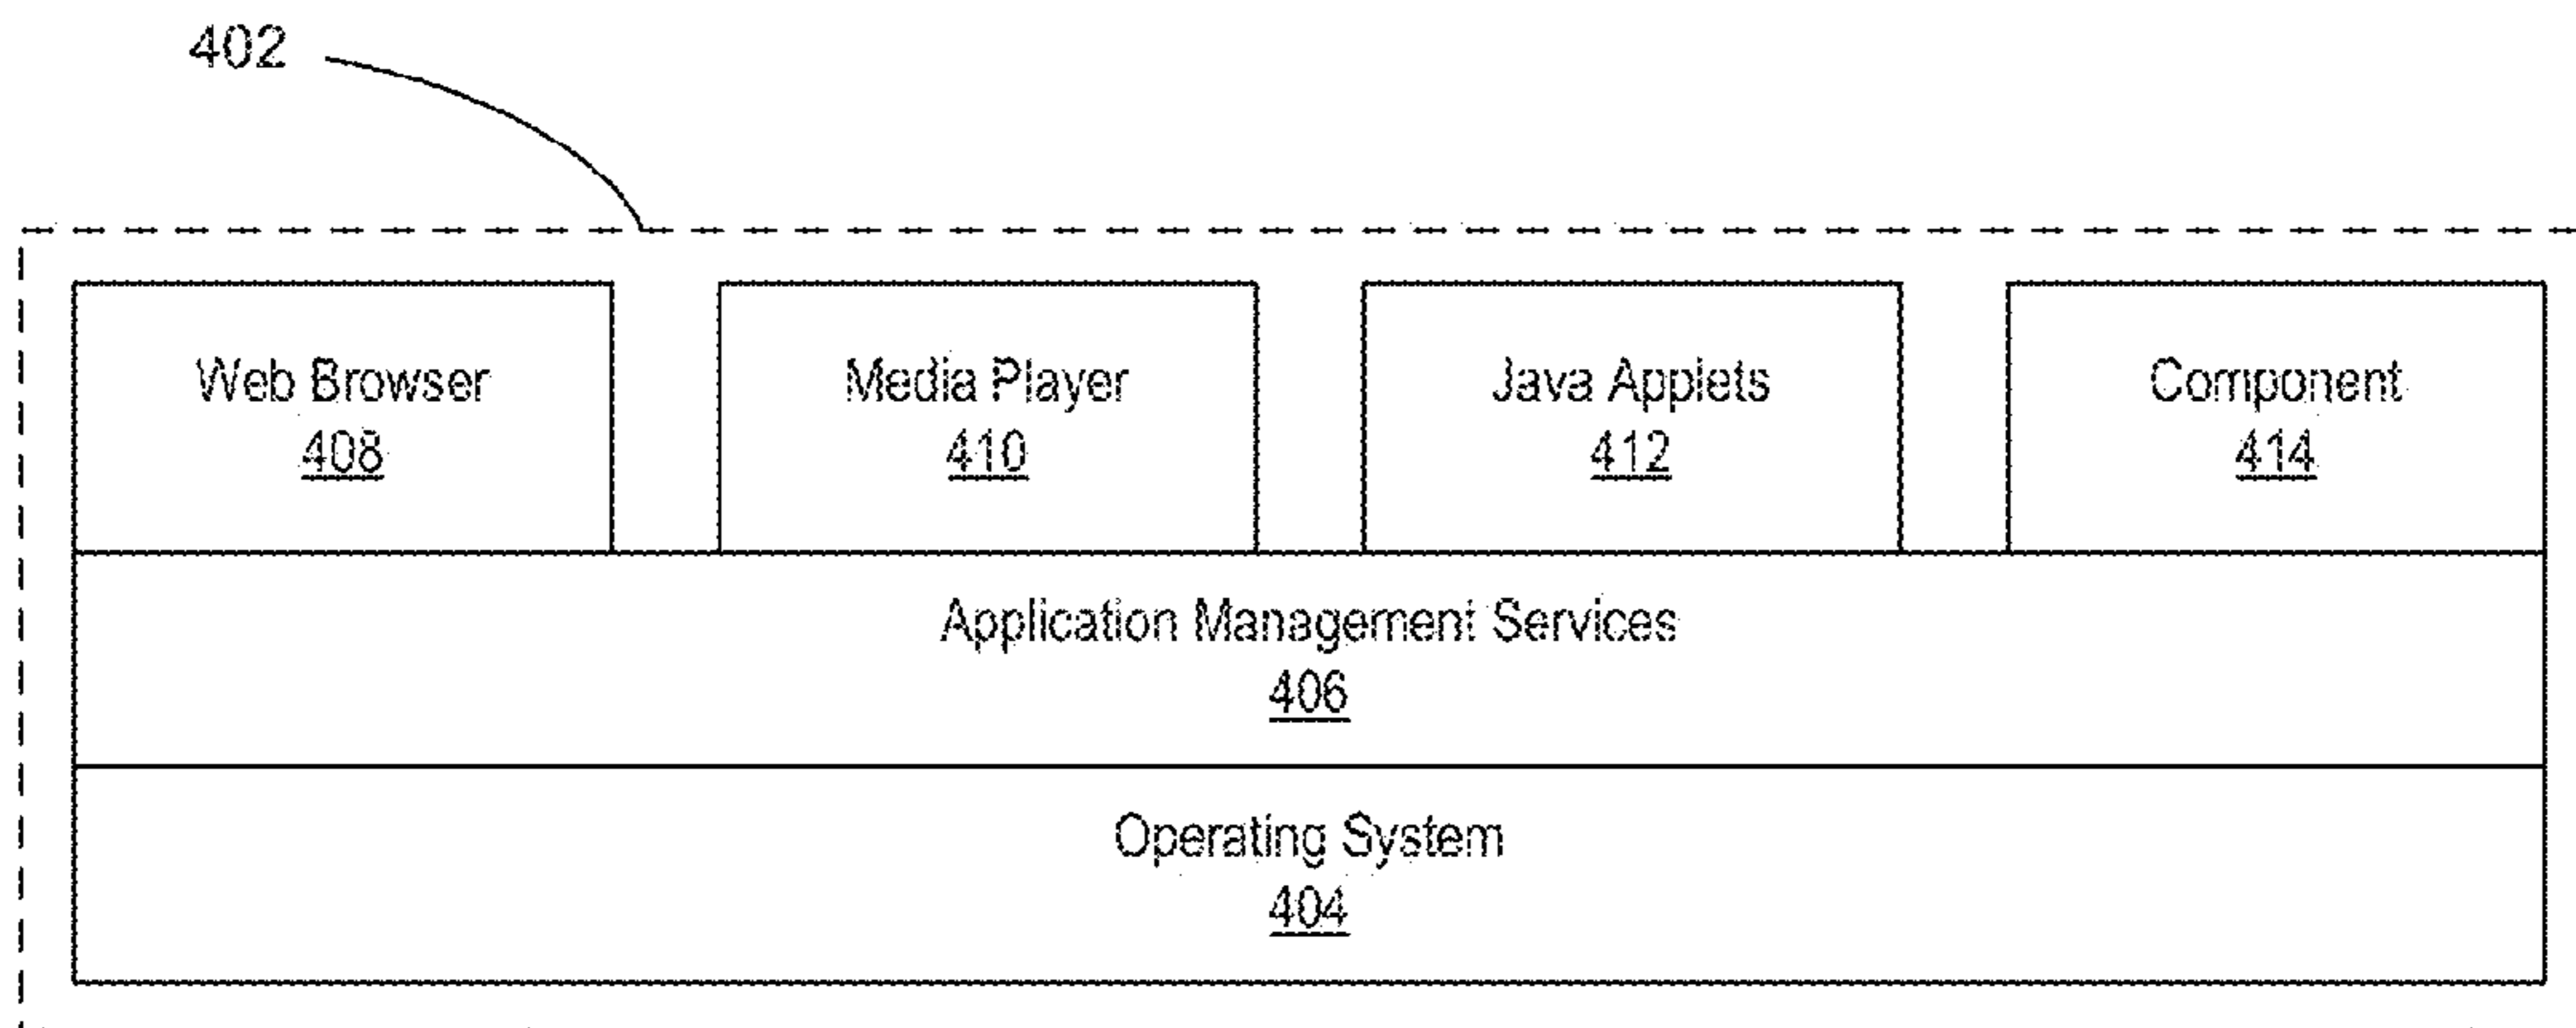 402
Web Browser
408
Media Player
410
Java Applets
412
Component
414
Application Management Services
406
Operating System
404